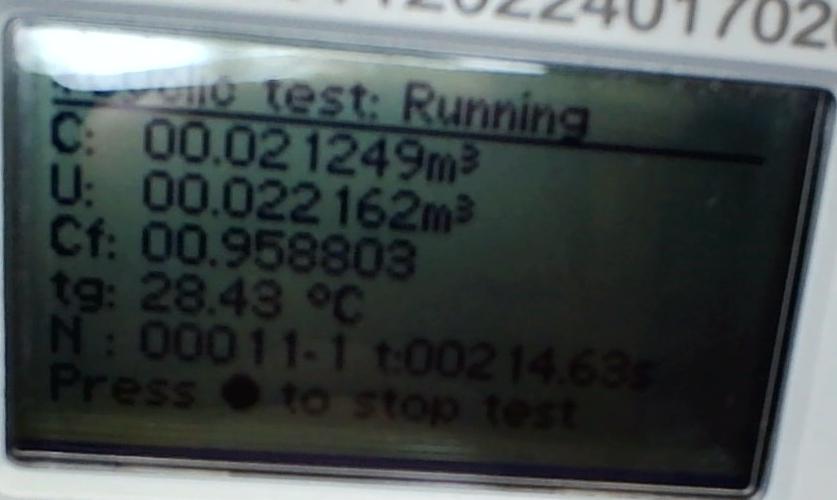 test: Running
C: 00.021249m³
U: 00.022162m³
Cf: 00.958803
tg: 28.43 °C
N : 00011-1 t:00214.63s
Press ● to stop test